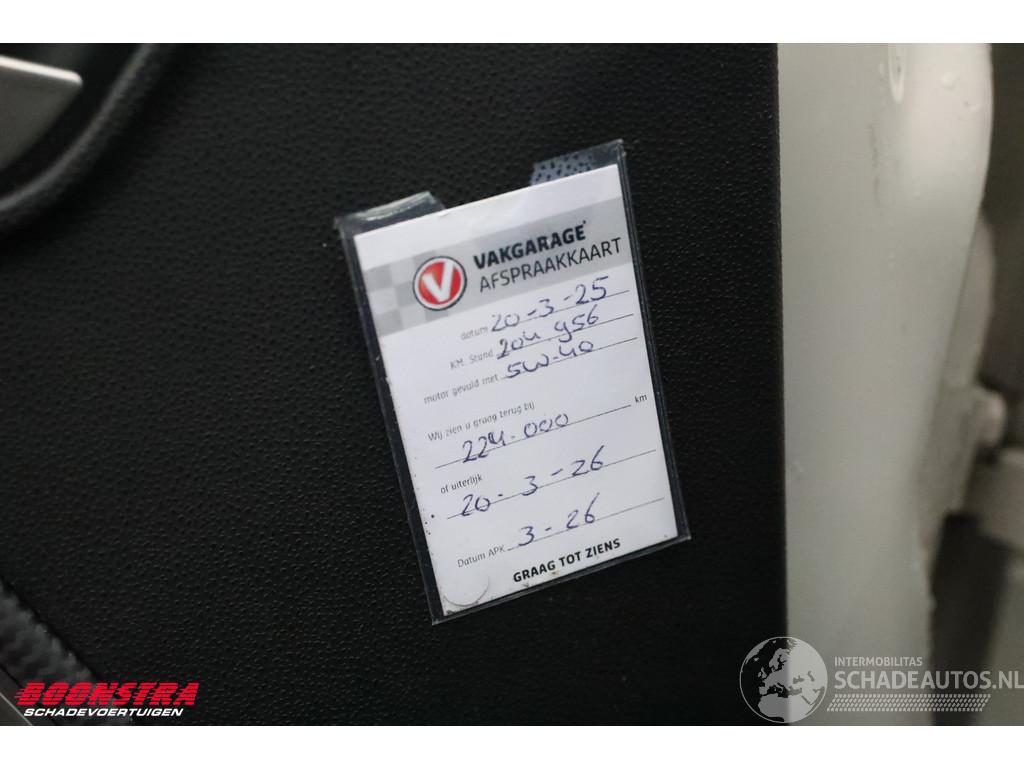 VAKGARAGE
AFSPRAAKKAART
datum 20-3-25
KM. Stand 204 956
motor gevuld met 5W-40
Wij zien u graag terug bij
224.000 km
of uiterlijk
20-3-26
Datum APK 3-26
GRAAG TOT ZIENS
BOONSTRA
SCHADEVOERTUIGEN
INTERMOBILITAS
SCHADEAUTOS.NL